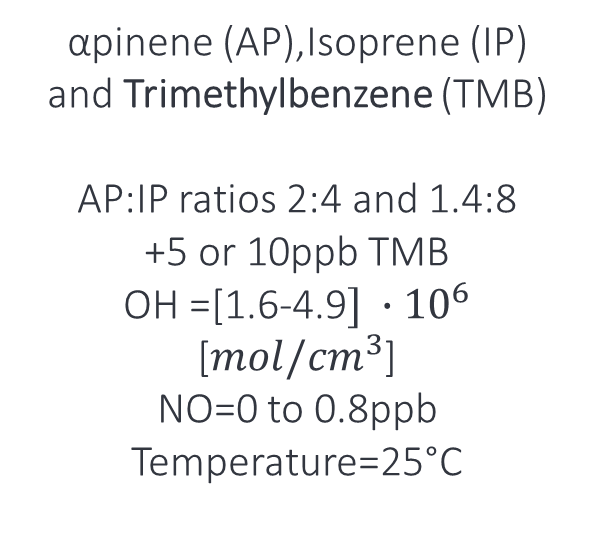 αpinene (AP),Isoprene (IP)
and Trimethylbenzene (TMB)
AP:IP ratios 2:4 and 1.4:8
+5 or 10ppb TMB
OH =[1.6-4.9] · 10⁶
[mol/cm³]
NO=0 to 0.8ppb
Temperature=25°C